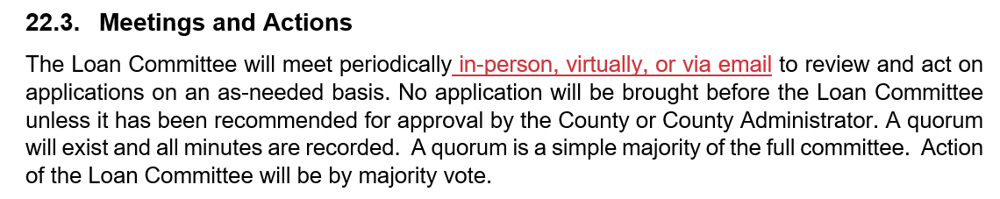 22.3. Meetings and Actions
The Loan Committee will meet periodically in-person, virtually, or via email to review and act on
applications on an as-needed basis. No application will be brought before the Loan Committee
unless it has been recommended for approval by the County or County Administrator. A quorum
will exist and all minutes are recorded.  A quorum is a simple majority of the full committee.  Action
of the Loan Committee will be by majority vote.